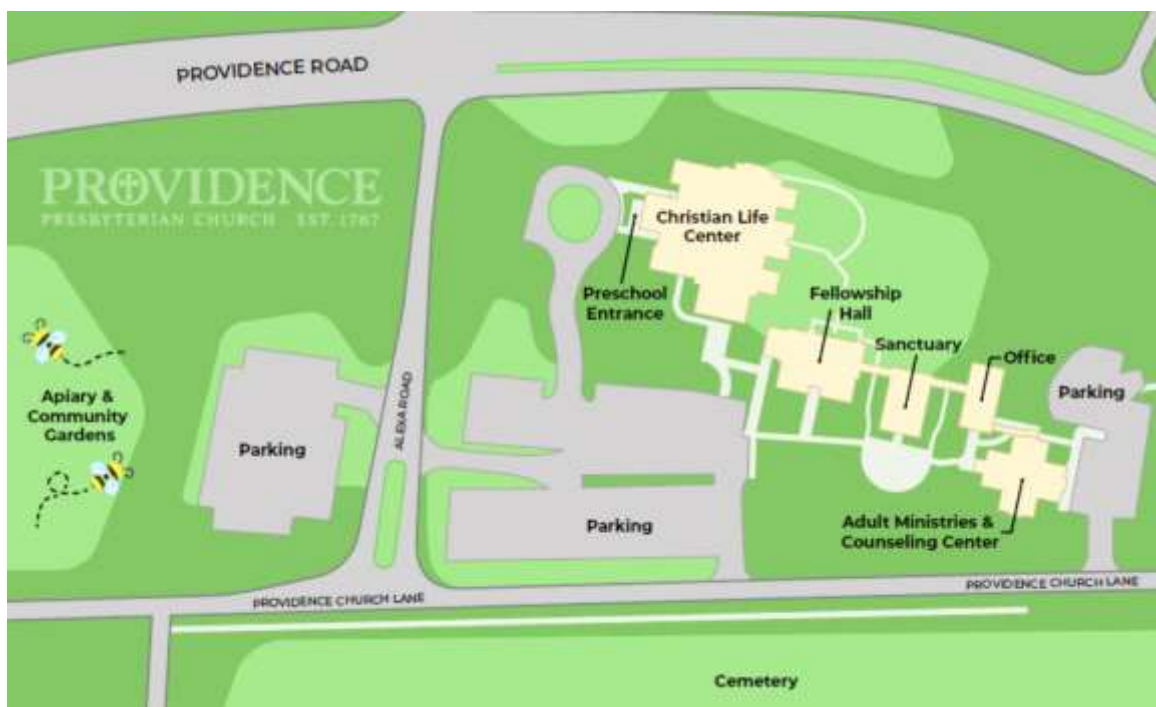 PROVIDENCE ROAD
PROVIDENCE
PRESBYTERIAN CHURCH EST. 1767
Christian Life
Center
Preschool
Entrance
Fellowship
Hall
Sanctuary
Office
Parking
Apiary &
Community
Gardens
ALEXA ROAD
Parking
Parking
Adult Ministries &
Counseling Center
PROVIDENCE CHURCH LANE
PROVIDENCE CHURCH LANE
Cemetery